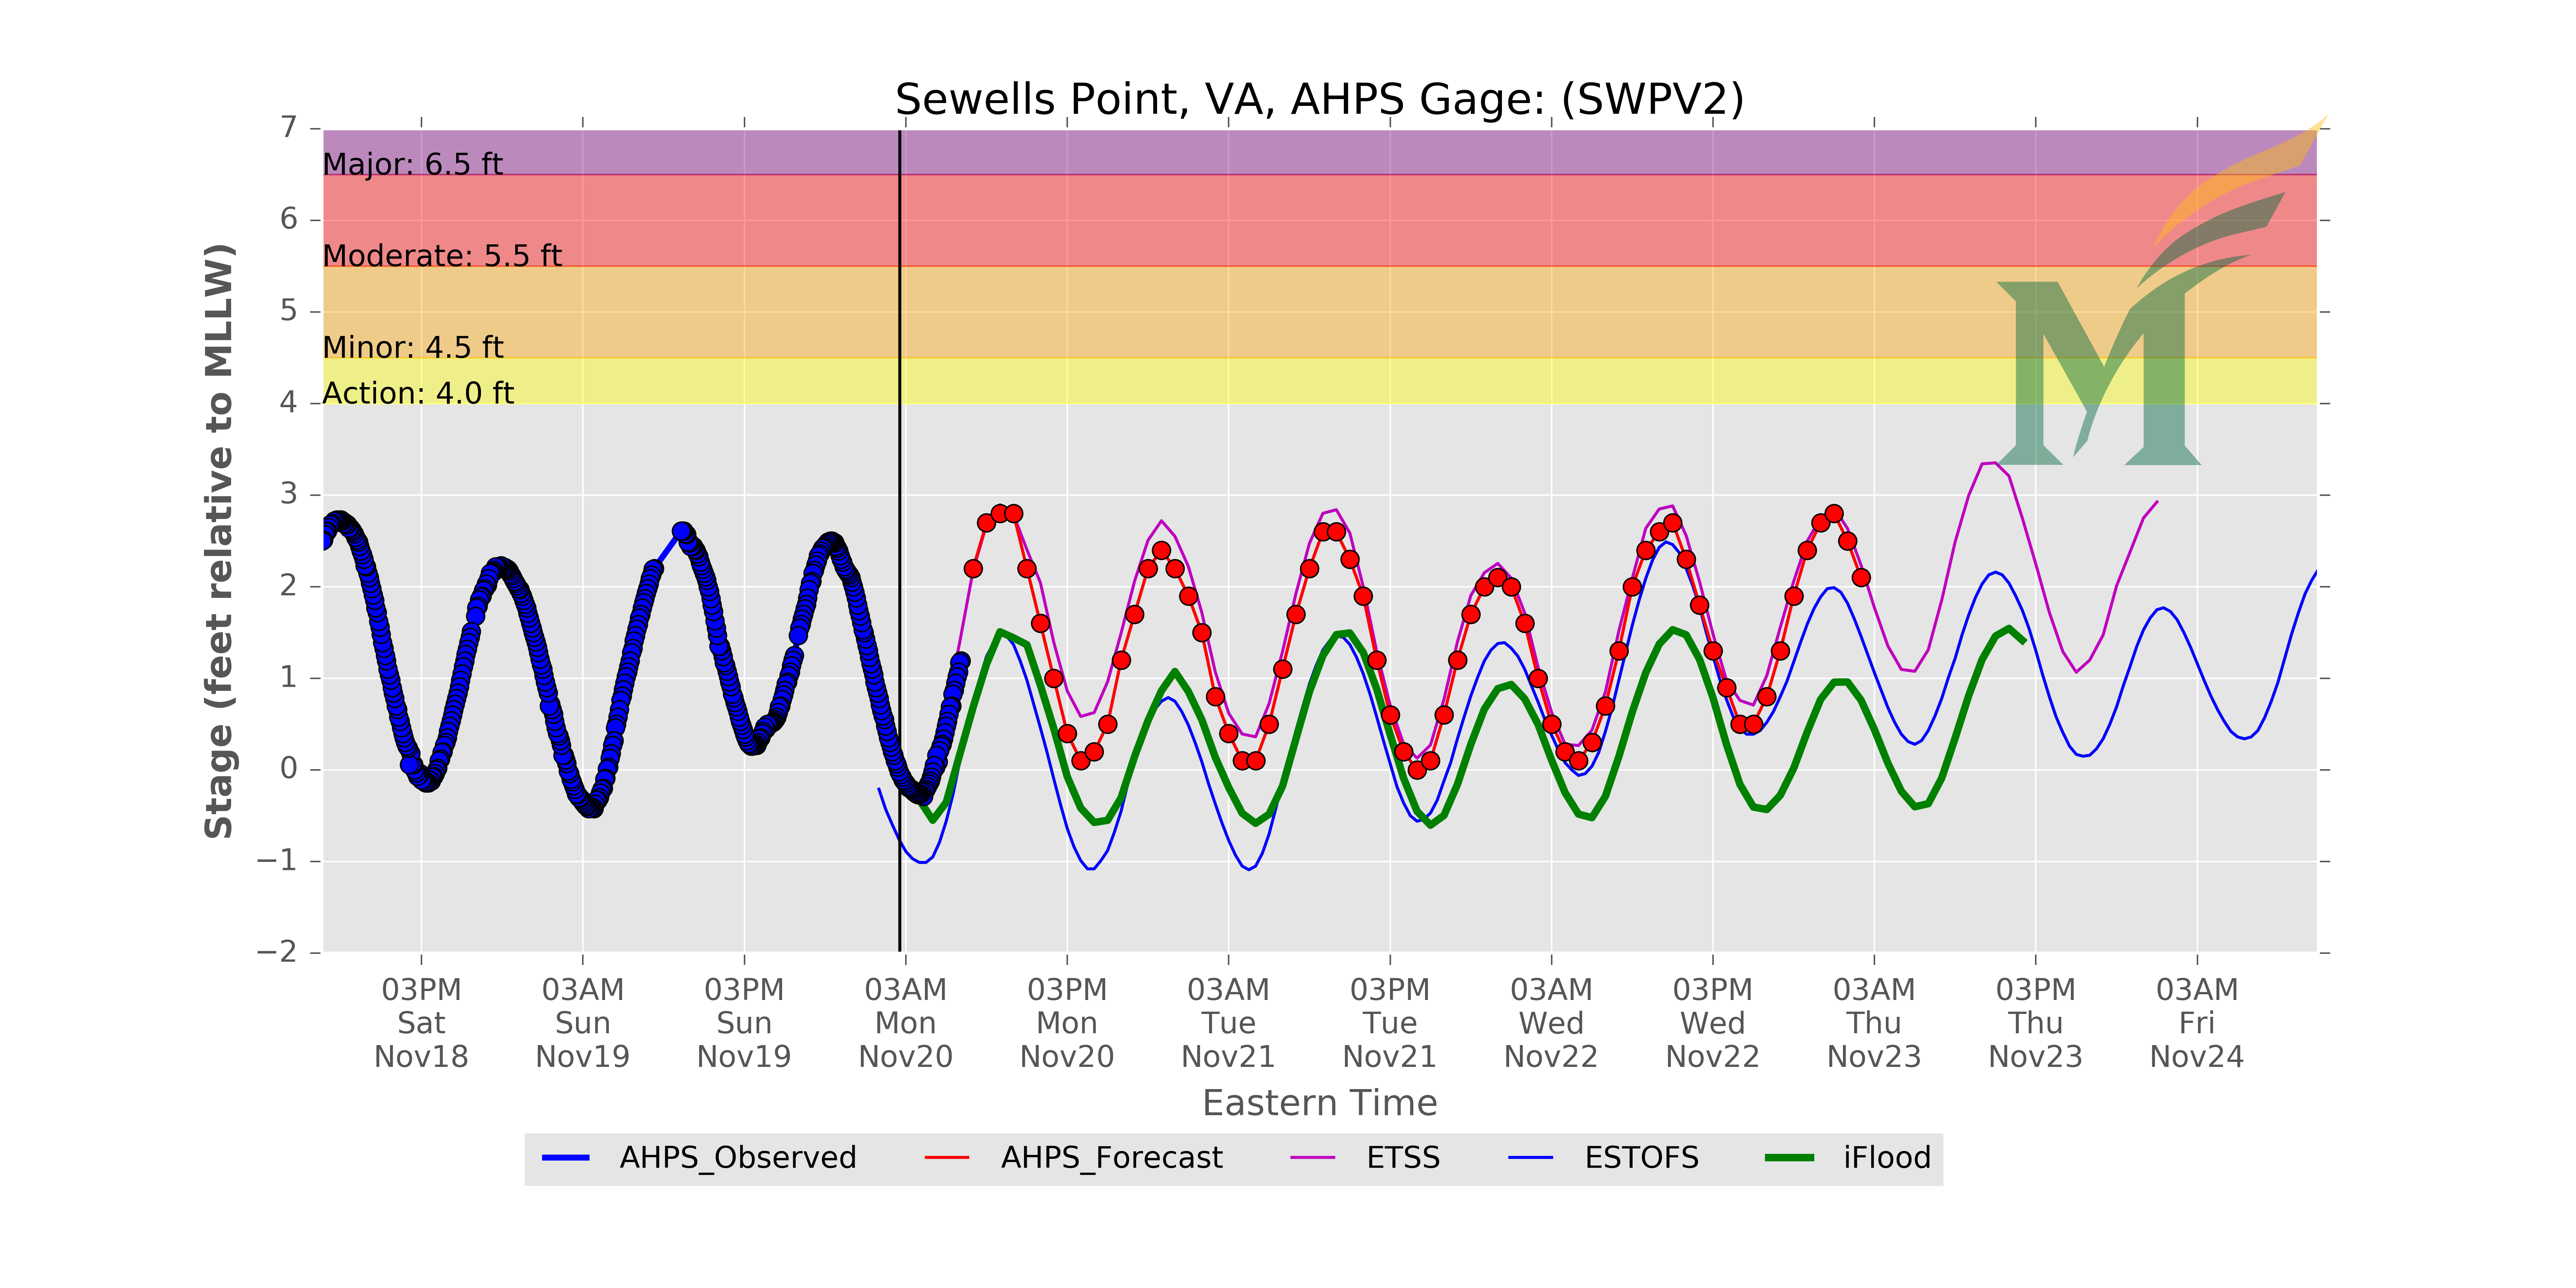 Sewells Point, VA, AHPS Gage: (SWPV2)
Stage (feet relative to MLLW)
7
6
5
4
3
2
1
0
−1
−2
Major: 6.5 ft
Moderate: 5.5 ft
Minor: 4.5 ft
Action: 4.0 ft
M
03PM Sat Nov18
03AM Sun Nov19
03PM Sun Nov19
03AM Mon Nov20
03PM Mon Nov20
03AM Tue Nov21
03PM Tue Nov21
03AM Wed Nov22
03PM Wed Nov22
03AM Thu Nov23
03PM Thu Nov23
03AM Fri Nov24
Eastern Time
AHPS_Observed AHPS_Forecast ETSS ESTOFS iFlood